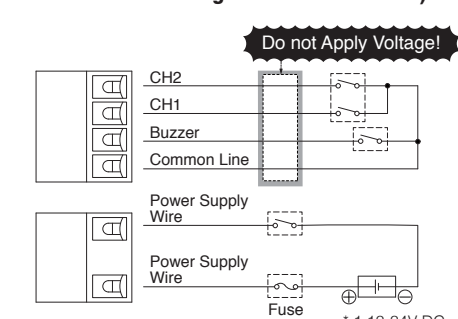 Do not Apply Voltage!
CH2
CH1
Buzzer
Common Line
Power Supply
Wire
Power Supply
Wire
Fuse